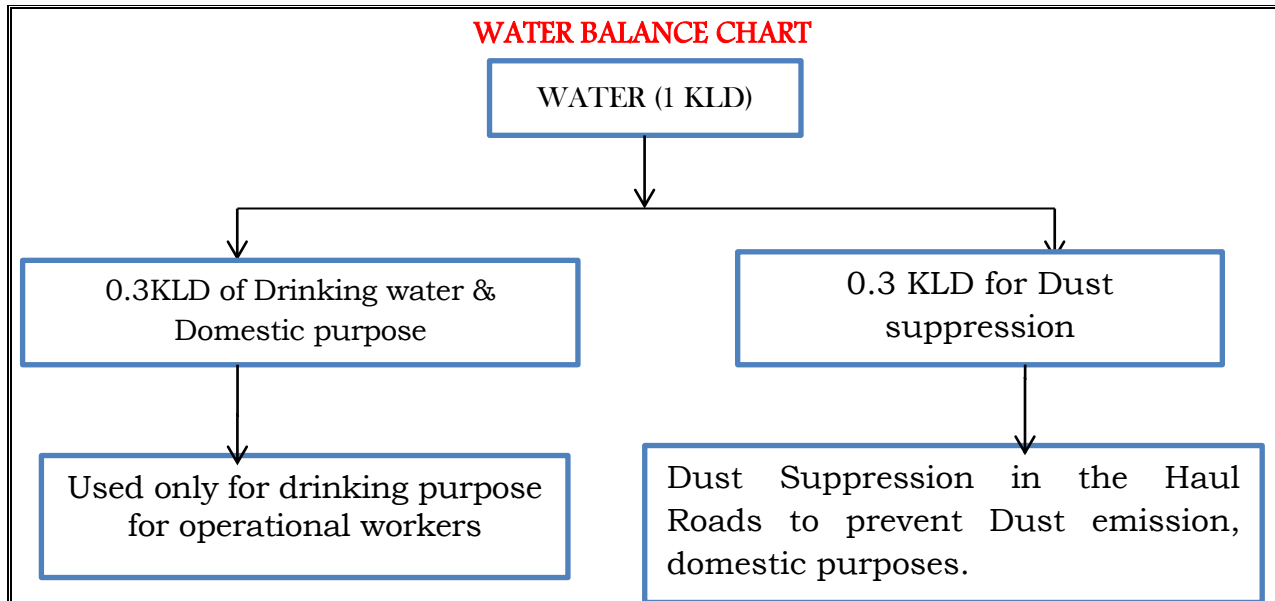 WATER BALANCE CHART
WATER (1 KLD)
0.3KLD of Drinking water &
Domestic purpose
0.3 KLD for Dust
suppression
Used only for drinking purpose
for operational workers
Dust Suppression in the Haul
Roads to prevent Dust emission,
domestic purposes.